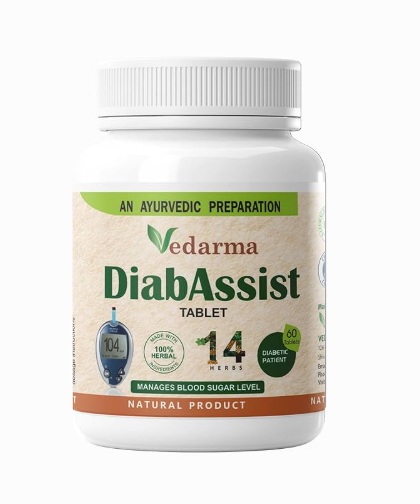 AN AYURVEDIC PREPARATION
Vedarma
DiabAssist
TABLET
104
MADE WITH
100%
HERBAL
INGREDIENTS
14
HERBS
60
Tablets
DIABETIC
PATIENT
MANAGES BLOOD SUGAR LEVEL
NATURAL PRODUCT